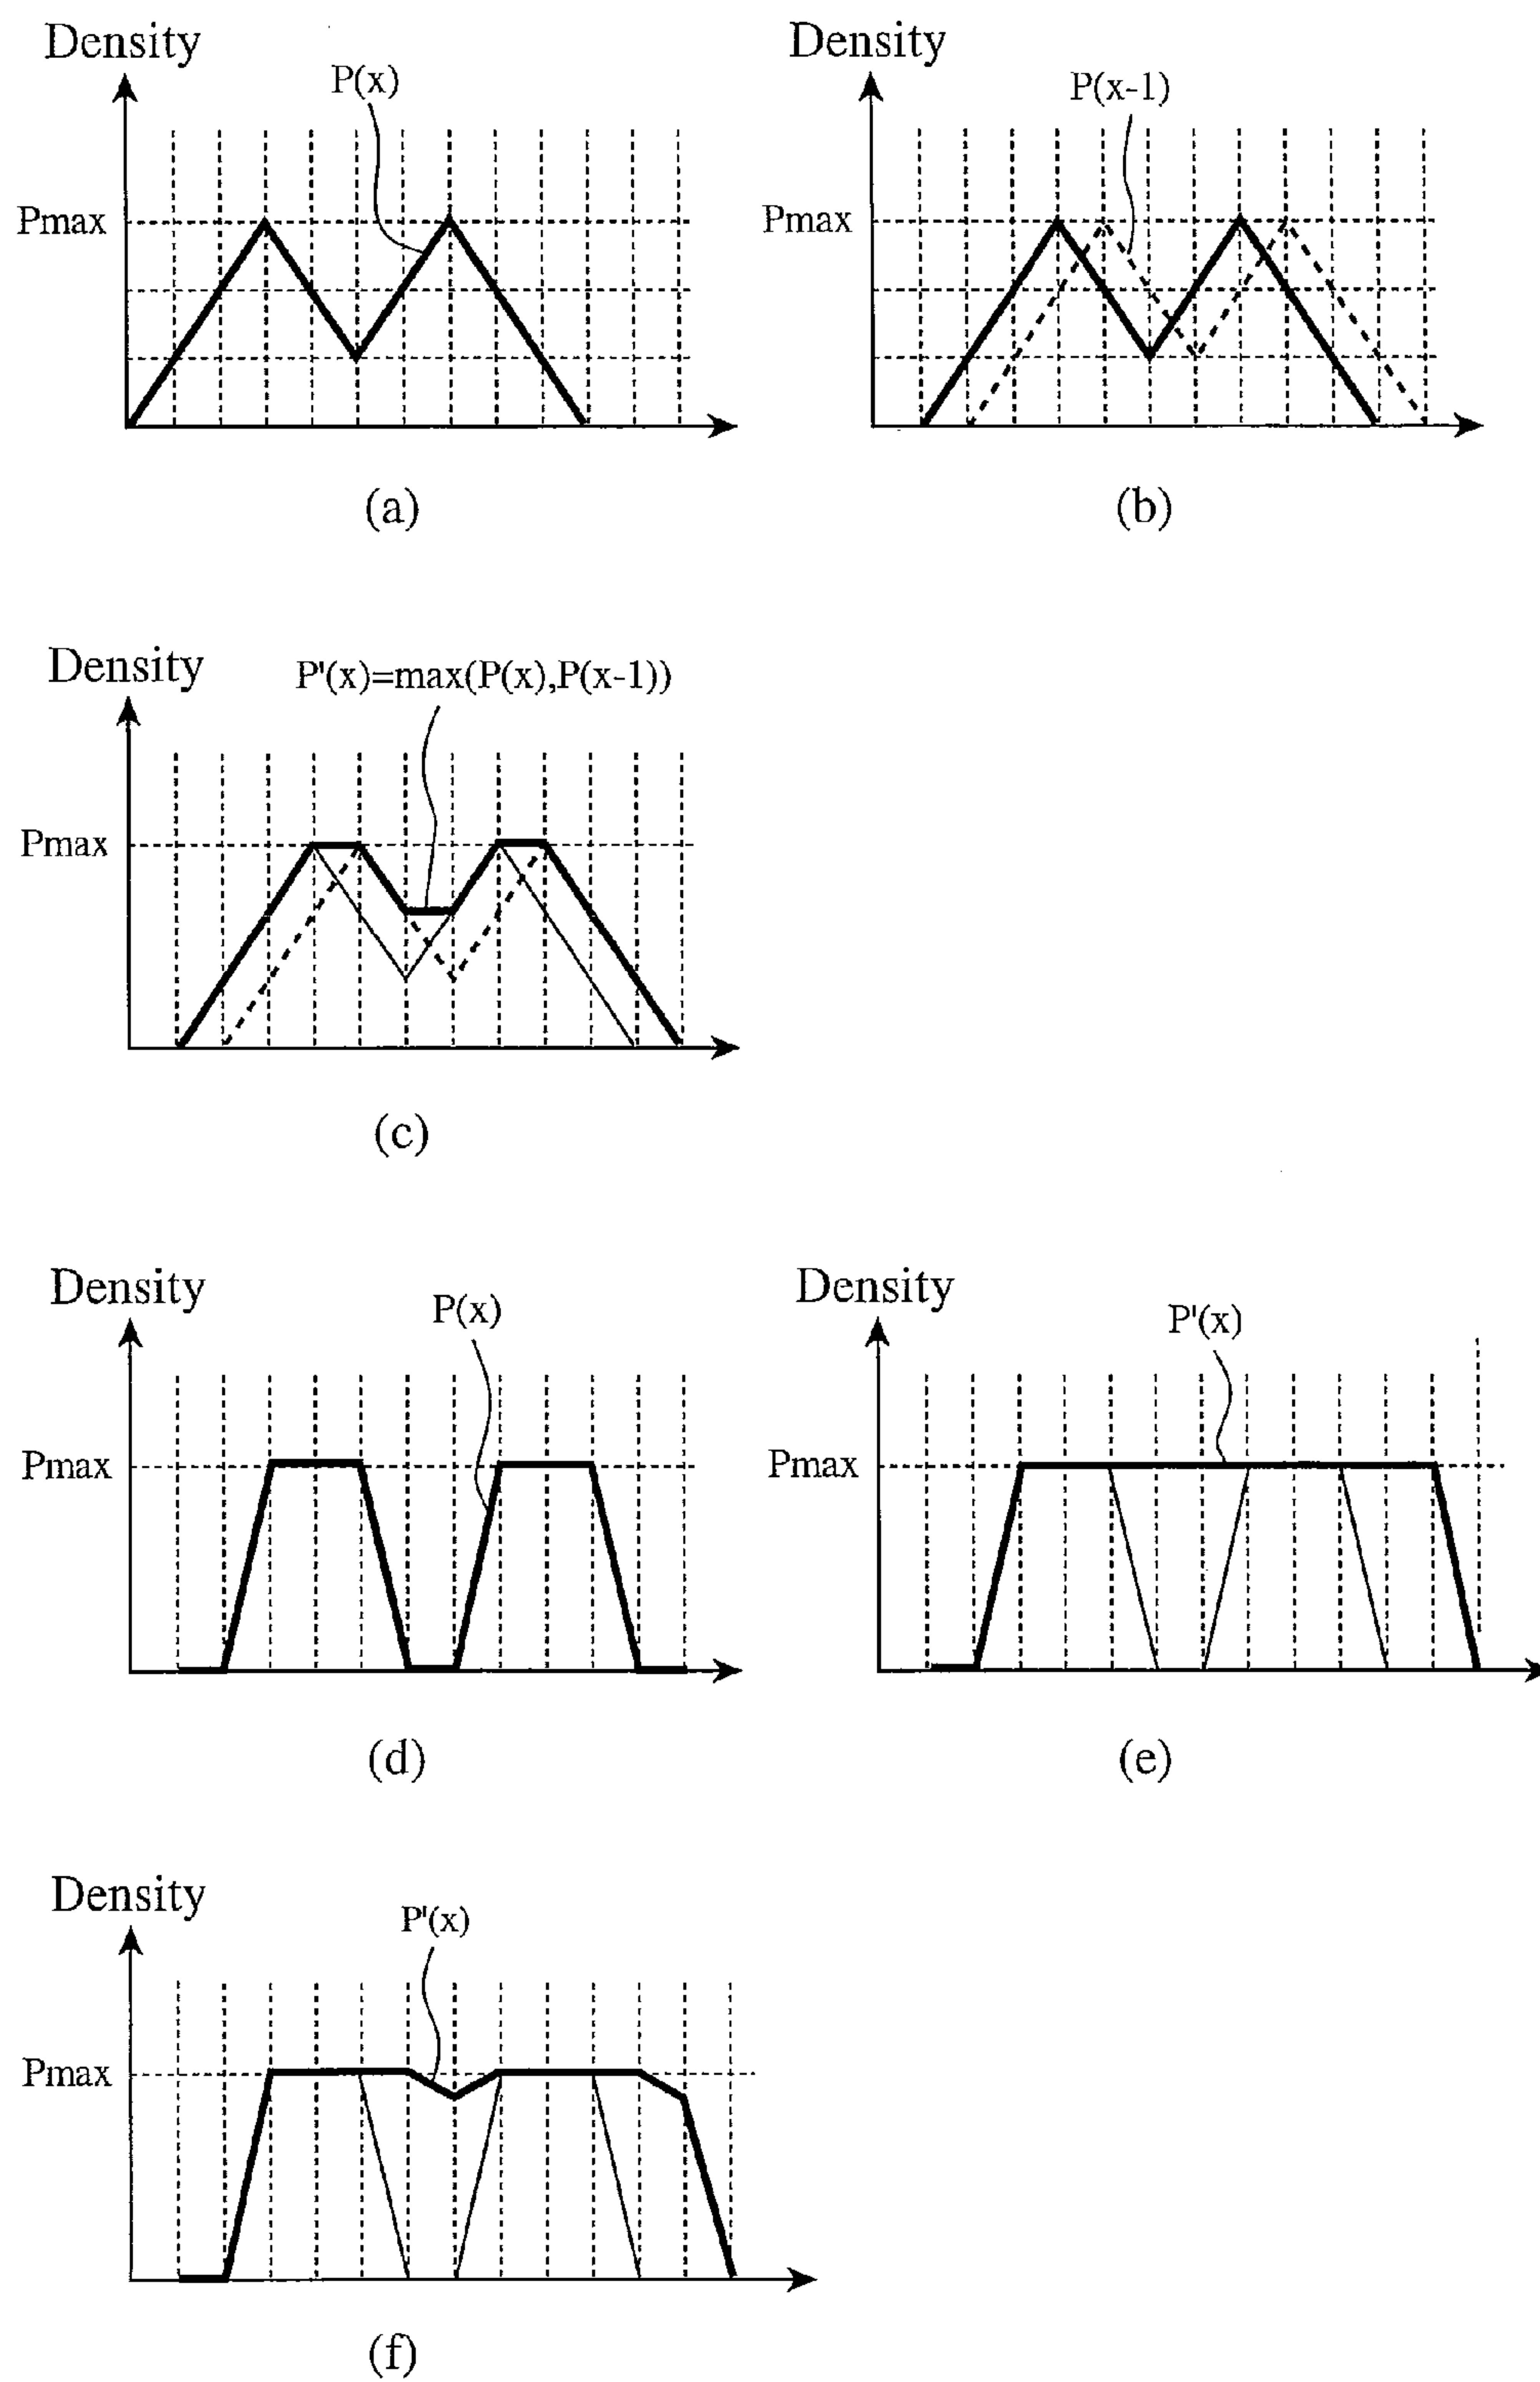 Density
P(x)
Pmax
(a)
Density
P(x-1)
Pmax
(b)
Density
P'(x)=max(P(x),P(x-1))
Pmax
(c)
Density
P(x)
Pmax
(d)
Density
P'(x)
Pmax
(e)
Density
P'(x)
Pmax
(f)